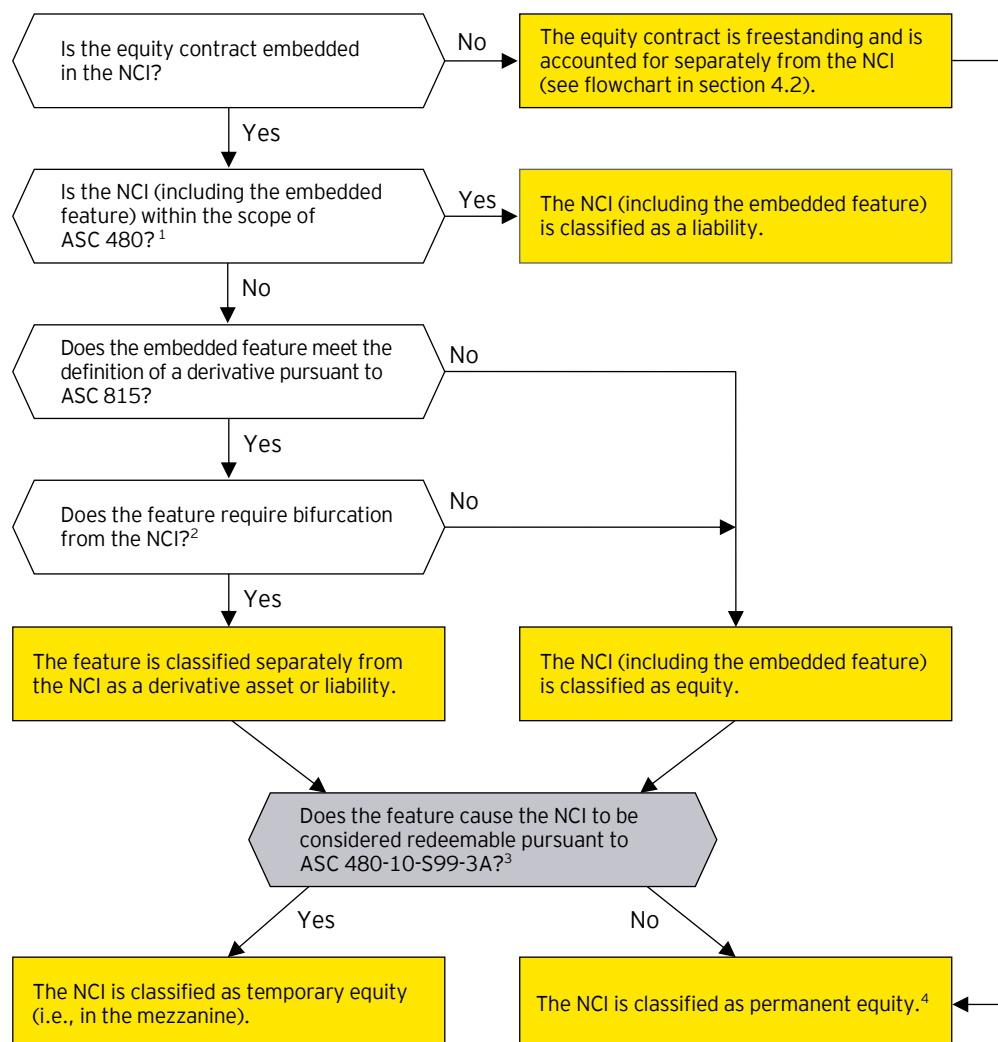 Is the equity contract embedded
in the NCI?
No
The equity contract is freestanding and is
accounted for separately from the NCI
(see flowchart in section 4.2).
Yes
Is the NCI (including the embedded
feature) within the scope of
ASC 480? 1
Yes
The NCI (including the embedded feature)
is classified as a liability.
No
Does the embedded feature meet the
definition of a derivative pursuant to
ASC 815?
No
Yes
Does the feature require bifurcation
from the NCI?2
No
Yes
The feature is classified separately from
the NCI as a derivative asset or liability.
The NCI (including the embedded feature)
is classified as equity.
Does the feature cause the NCI to be
considered redeemable pursuant to
ASC 480-10-S99-3A?3
Yes
No
The NCI is classified as temporary equity
(i.e., in the mezzanine).
The NCI is classified as permanent equity.4